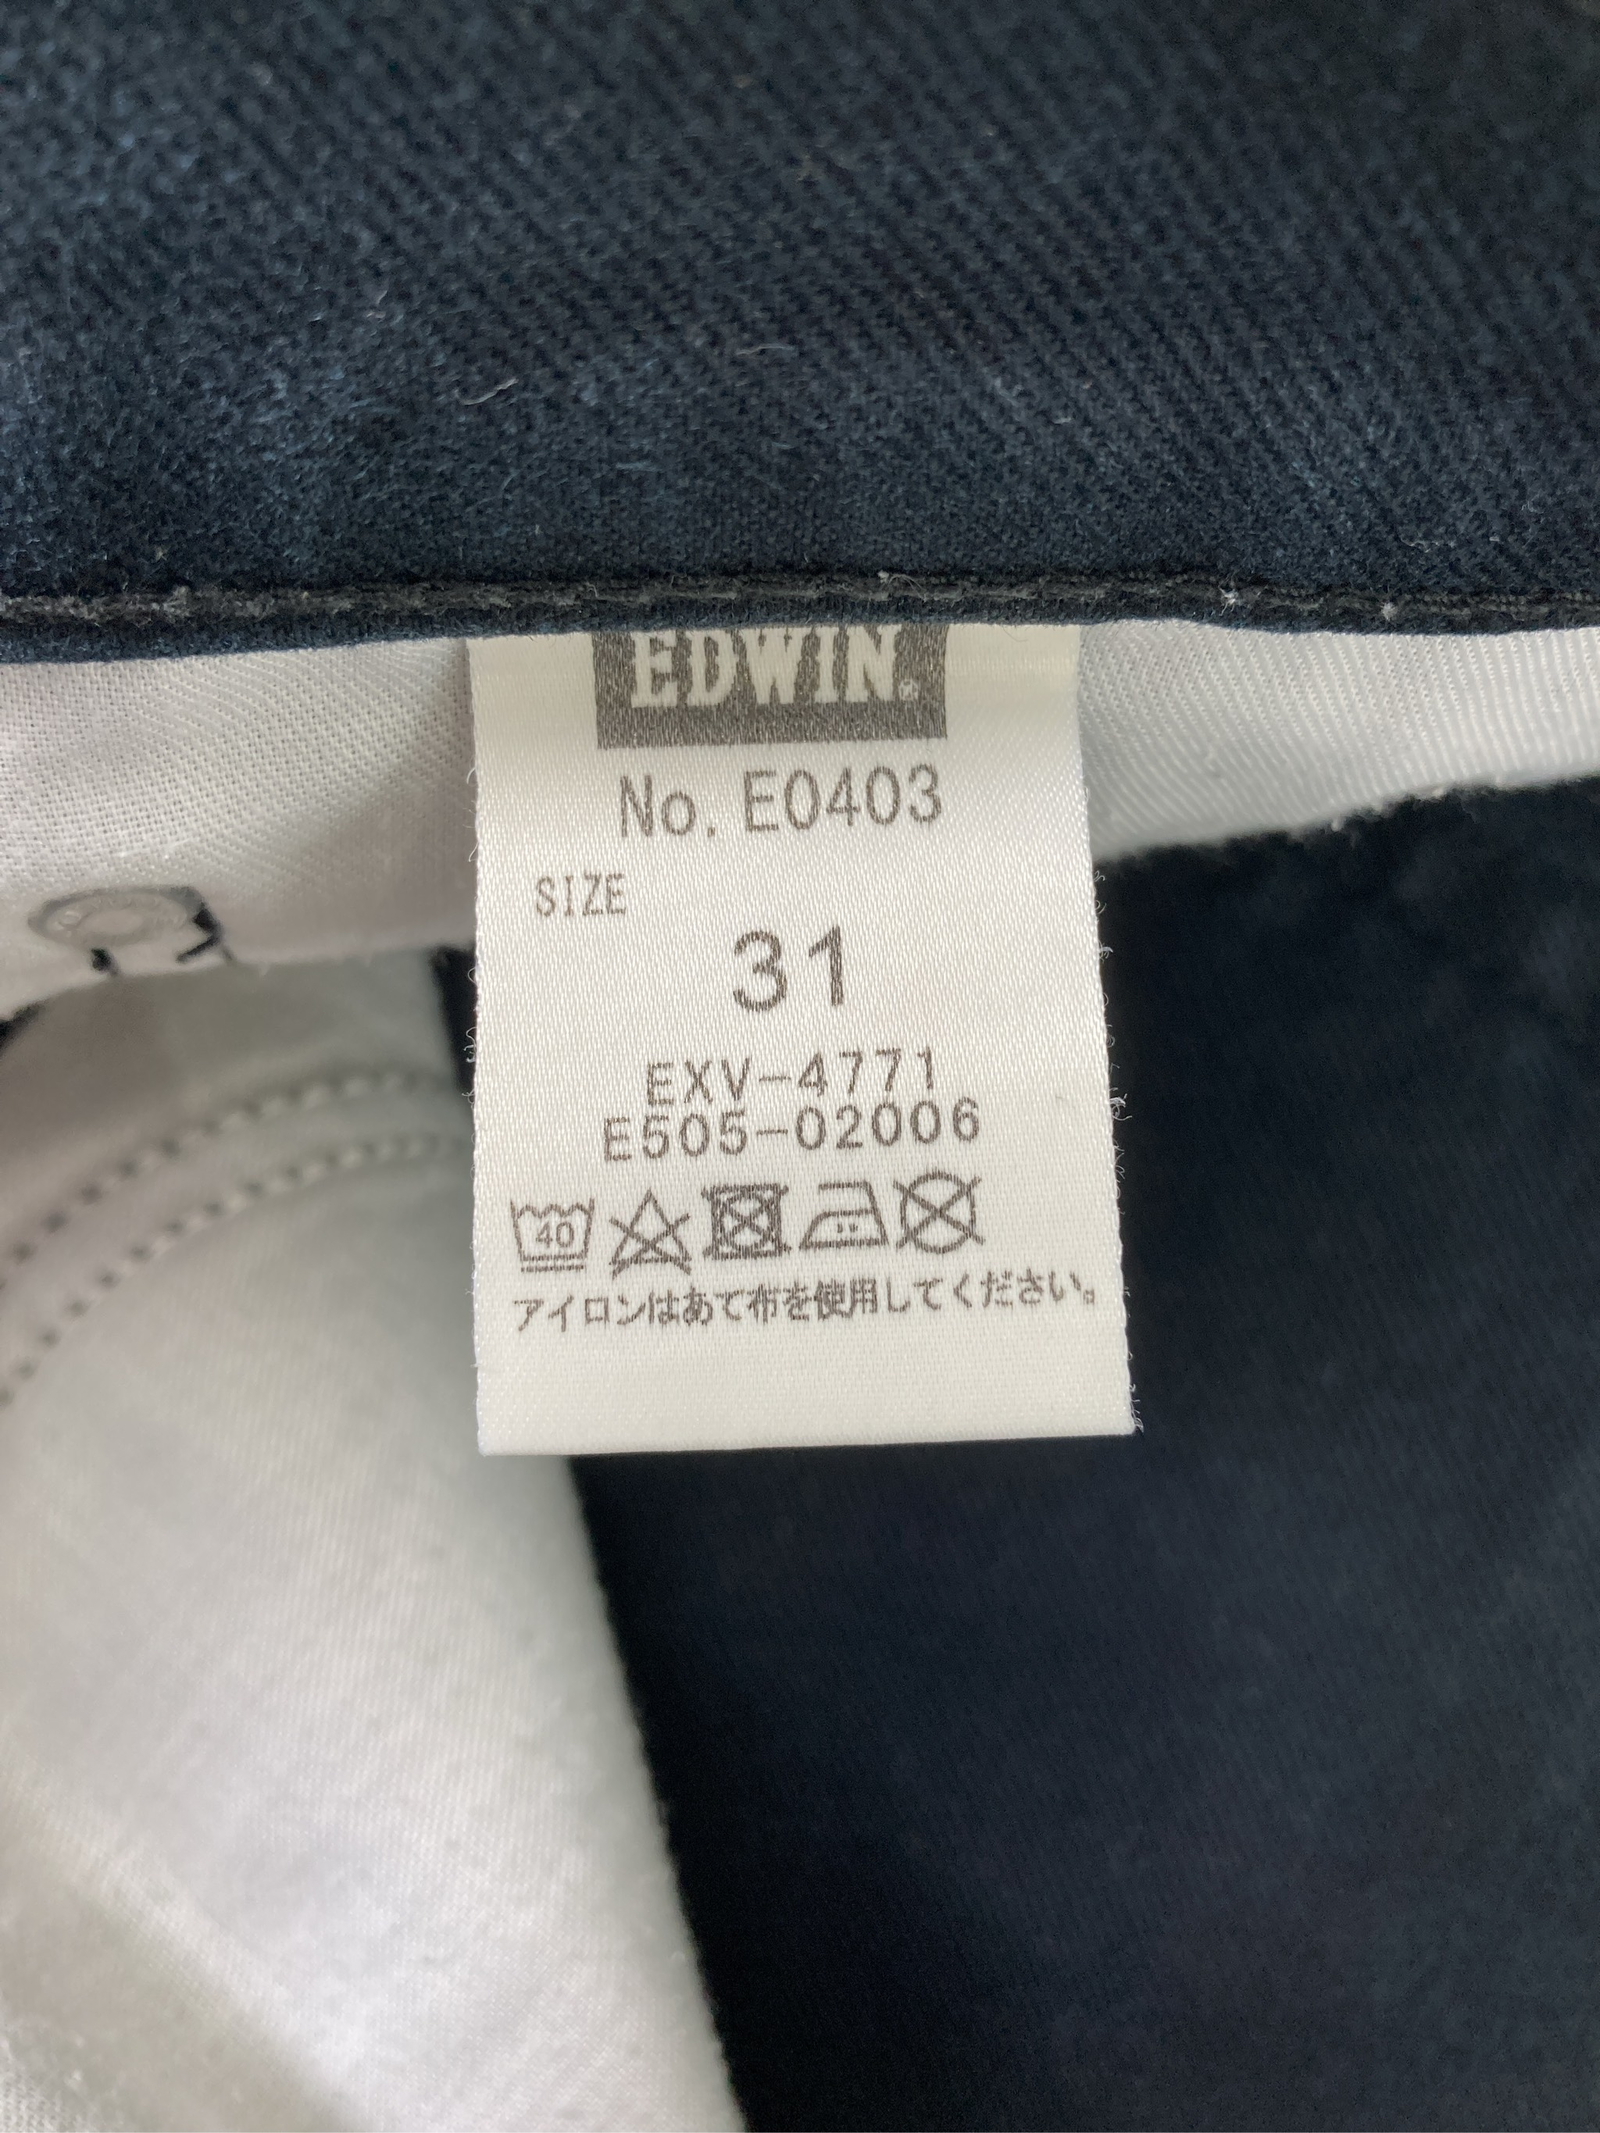 EDWIN®
No. E0403
SIZE
31
EXV-4771
E505-02006
40
アイロンはあて布を使用してください。